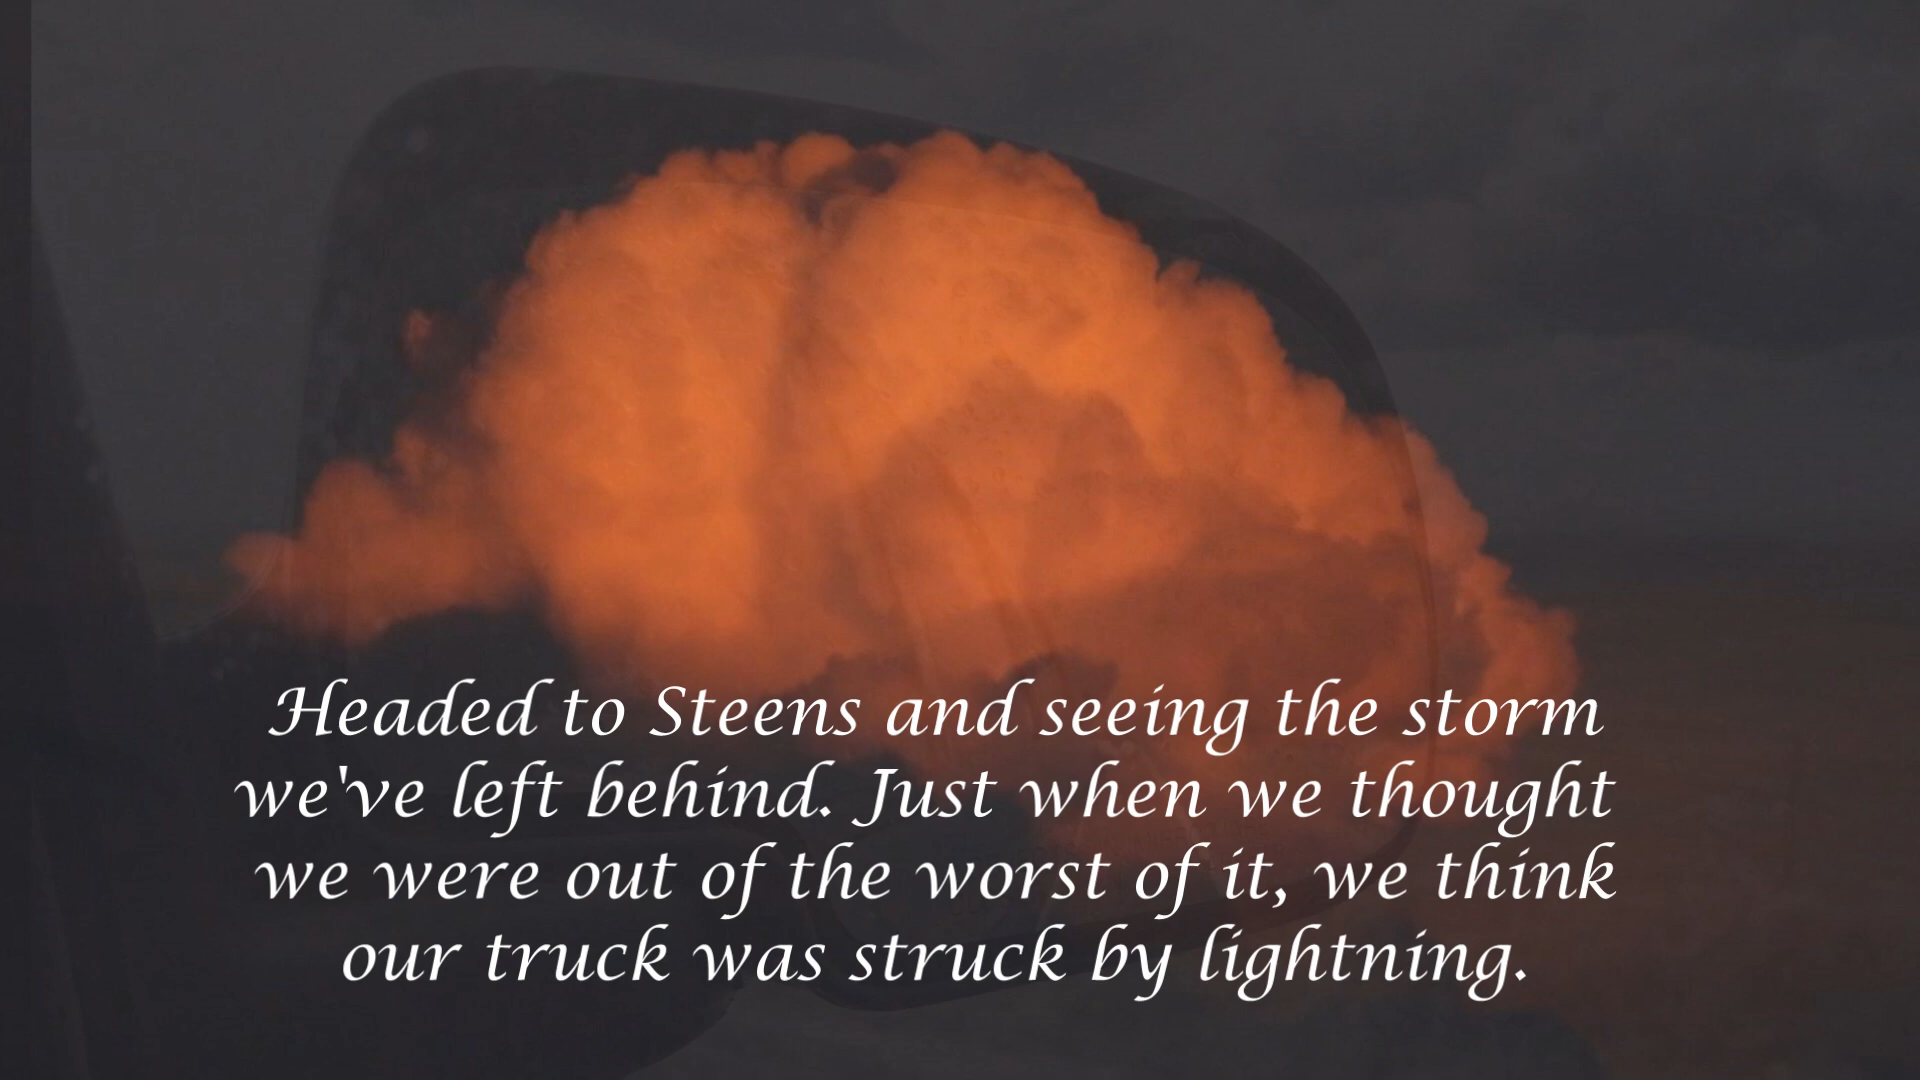 Headed to Steens and seeing the storm
we've left behind. Just when we thought
we were out of the worst of it, we think
our truck was struck by lightning.